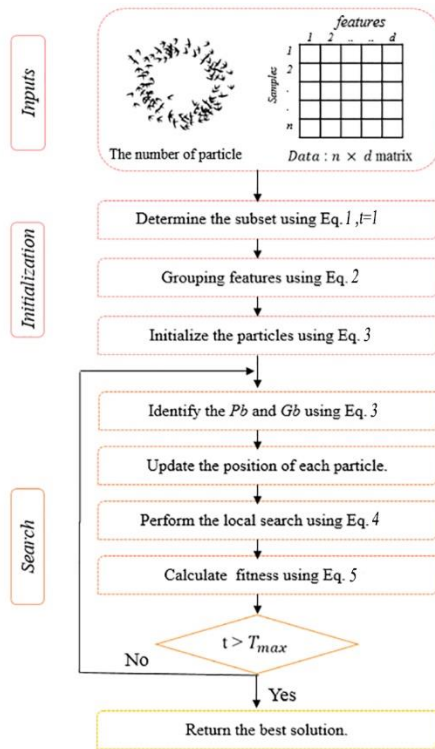 Inputs
features
1 2 .. .. d
Samples
1
2
.
.
n
The number of particle
Data : n × d matrix
Initialization
Determine the subset using Eq. 1 ,t=1
Grouping features using Eq. 2
Initialize the particles using Eq. 3
Search
Identify the Pb and Gb using Eq. 3
Update the position of each particle.
Perform the local search using Eq. 4
Calculate fitness using Eq. 5
t > Tmax
No
Yes
Return the best solution.